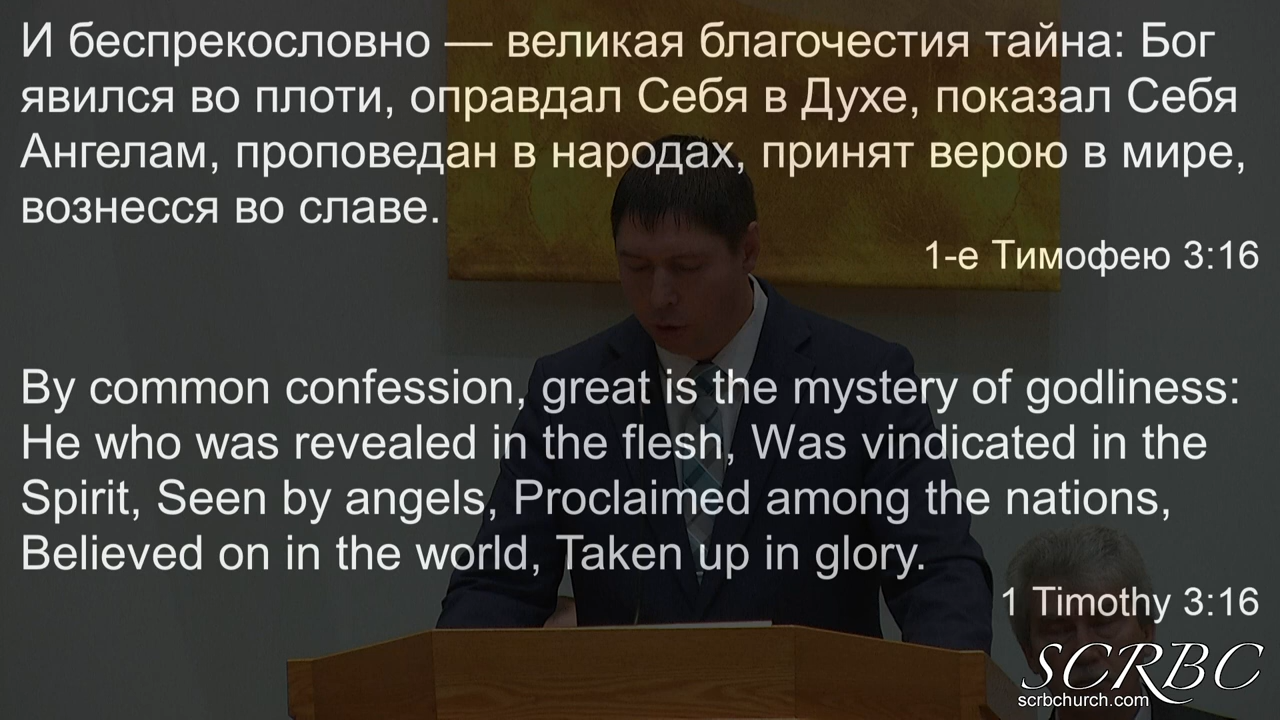 И беспрекословно — великая благочестия тайна: Бог
явился во плоти, оправдал Себя в Духе, показал Себя
Ангелам, проповедан в народах, принят верою в мире,
вознесся во славе.
1-е Тимофею 3:16
By common confession, great is the mystery of godliness:
He who was revealed in the flesh, Was vindicated in the
Spirit, Seen by angels, Proclaimed among the nations,
Believed on in the world, Taken up in glory.
1 Timothy 3:16
SCRBC
scrbchurch.com